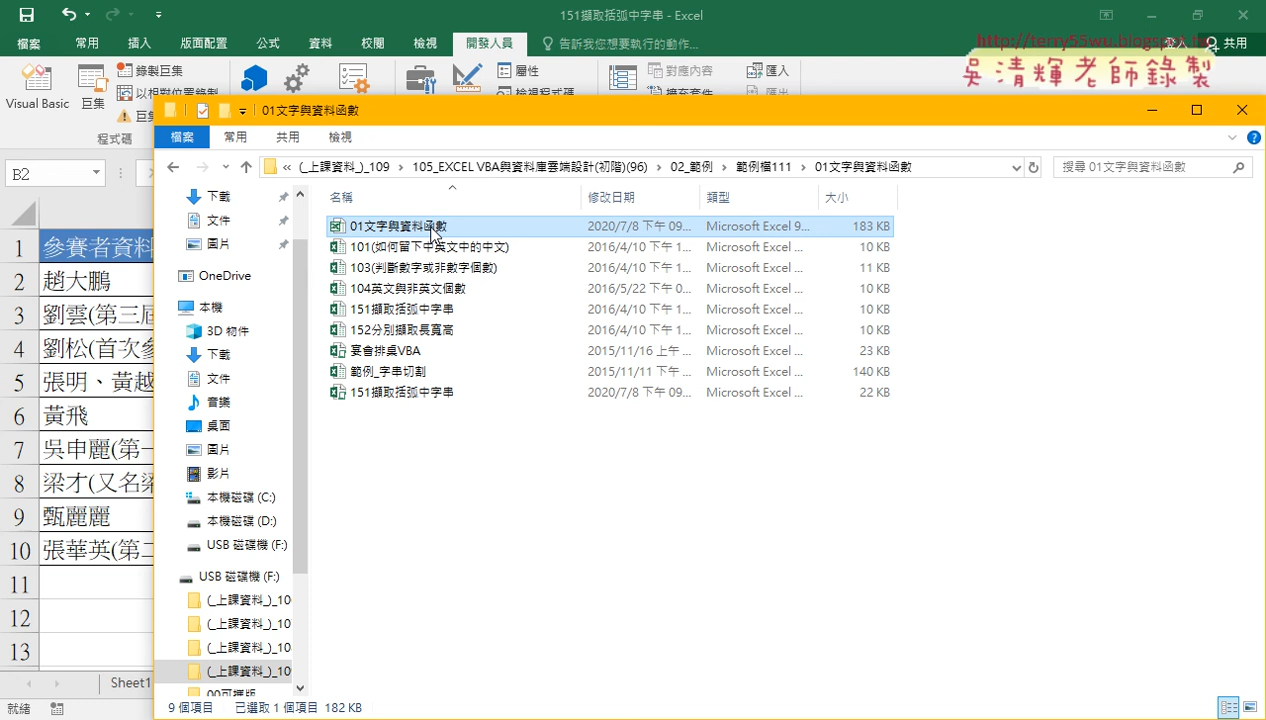 151擷取括弧中字串 - Excel
http://terry55wu.blogspot.tw
吳清輝老師錄製
檔案 常用 插入 版面配置 公式 資料 校閱 檢視 開發人員 告訴我您想要執行的動作... 登入 共用
Visual Basic 巨集 錄製巨集 屬性 對應內容 匯入
程式碼
01文字與資料函數
檔案 常用 共用 檢視
« (_上課資料_)_109 › 105_EXCEL VBA與資料庫雲端設計(初階)(96) › 02_範例 › 範例檔111 › 01文字與資料函數
搜尋 01文字與資料函數
B2
名稱 修改日期 類型 大小
01文字與資料函數 2020/7/8 下午 09... Microsoft Excel 9... 183 KB
101(如何留下中英文中的中文) 2016/4/10 下午 1... Microsoft Excel ... 10 KB
103(判斷數字或非數字個數) 2016/4/10 下午 1... Microsoft Excel ... 11 KB
104英文與非英文個數 2016/5/22 下午 0... Microsoft Excel ... 10 KB
151擷取括弧中字串 2016/4/10 下午 1... Microsoft Excel ... 10 KB
152分別擷取長寬高 2016/4/10 下午 1... Microsoft Excel ... 10 KB
宴會排桌VBA 2015/11/16 上午 ... Microsoft Excel ... 23 KB
範例_字串切割 2015/11/11 下午 ... Microsoft Excel ... 140 KB
151擷取括弧中字串 2020/7/8 下午 09... Microsoft Excel ... 22 KB
下載
文件
圖片
OneDrive
本機
3D 物件
下載
文件
音樂
桌面
圖片
影片
本機磁碟 (C:)
本機磁碟 (D:)
USB 磁碟機 (F:)
USB 磁碟機 (F:)
(_上課資料_)_10
(_上課資料_)_10
(_上課資料_)_10
(_上課資料_)_10
1 參賽者資料
2 趙大鵬
3 劉雲(第三屆
4 劉松(首次參
5 張明、黃越
6 黃飛
7 吳申麗(第一
8 梁才(又名梁
9 甄麗麗
10 張華英(第二
11
12
13
Sheet1
就緒
9 個項目 已選取 1 個項目 182 KB